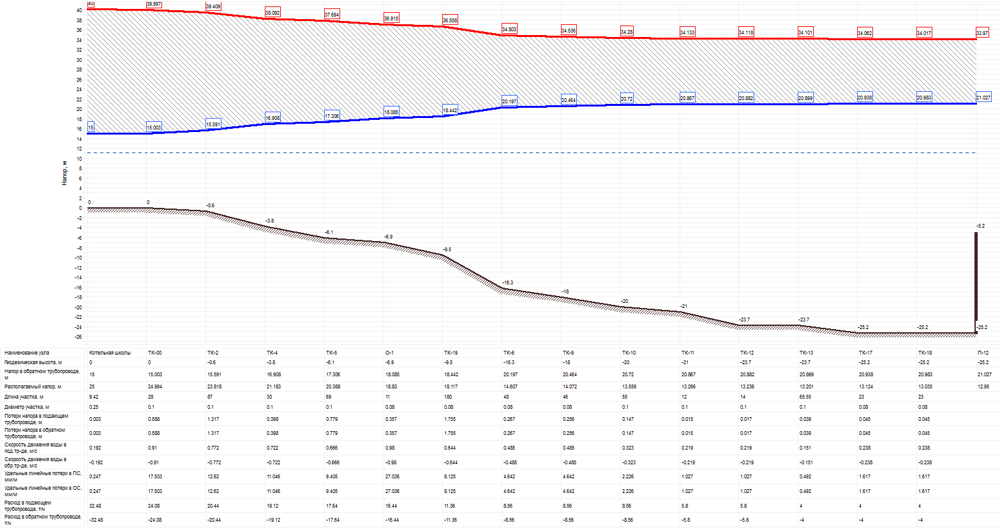 40 39.997 39.409 38.092 37.694 36.915 36.558 34.803 34.536 34.28 34.133 34.118 34.101 34.062 34.017 33.97
15 15.003 15.591 16.908 17.306 18.085 18.442 20.197 20.464 20.72 20.867 20.882 20.899 20.938 20.983 21.027
Напор, м
40
38
36
34
32
30
28
26
24
22
20
18
16
14
12
10
8
6
4
2
0
-2
-4
-6
-8
-10
-12
-14
-16
-18
-20
-22
-24
-26
0 0 -0.6 -3.8 -6.1 -6.9 -9.5 -16.3 -18 -20 -21 -23.7 -23.7 -25.2 -25.2 -25.2
-5.2
Наименование узла Котельная школы ТК-00 ТК-2 ТК-4 ТК-5 О-1 ТК-19 ТК-6 ТК-9 ТК-10 ТК-11 ТК-12 ТК-13 ТК-17 ТК-18 П-12
Геодезическая высота, м 0 0 -0.6 -3.8 -6.1 -6.9 -9.5 -16.3 -18 -20 -21 -23.7 -23.7 -25.2 -25.2 -25.2
Напор в обратном трубопроводе,
м 15 15.003 15.591 16.908 17.306 18.085 18.442 20.197 20.464 20.72 20.867 20.882 20.899 20.938 20.983 21.027
Располагаемый напор, м 25 24.994 23.818 21.183 20.388 18.83 18.117 14.607 14.072 13.559 13.266 13.236 13.201 13.124 13.035 12.95
Длина участка, м 9.42 28 87 30 69 11 180 48 46 55 12 14 65.55 23 23
Диаметр участка, м 0.25 0.1 0.1 0.1 0.1 0.08 0.08 0.08 0.08 0.1 0.1 0.1 0.1 0.08 0.08
Потери напора в подающем
трубопроводе, м 0.003 0.588 1.317 0.398 0.779 0.357 1.755 0.267 0.256 0.147 0.015 0.017 0.039 0.045 0.045
Потери напора в обратном
трубопроводе, м 0.003 0.588 1.317 0.398 0.779 0.357 1.755 0.267 0.256 0.147 0.015 0.017 0.039 0.045 0.045
Скорость движения воды в
под.тр-де, м/с 0.192 0.91 0.772 0.722 0.666 0.98 0.644 0.485 0.485 0.323 0.219 0.219 0.151 0.238 0.238
Скорость движения воды в
обр.тр-де, м/с -0.192 -0.91 -0.772 -0.722 -0.666 -0.98 -0.644 -0.485 -0.485 -0.323 -0.219 -0.219 -0.151 -0.238 -0.238
Удельные линейные потери в ПС,
мм/м 0.247 17.503 12.62 11.046 9.405 27.036 8.125 4.642 4.642 2.226 1.027 1.027 0.492 1.617 1.617
Удельные линейные потери в ОС,
мм/м 0.247 17.503 12.62 11.046 9.405 27.036 8.125 4.642 4.642 2.226 1.027 1.027 0.492 1.617 1.617
Расход в подающем
трубопроводе, т/ч 32.48 24.08 20.44 19.12 17.64 16.44 11.36 8.56 8.56 8.56 5.8 5.8 4 4 4
Расход в обратном трубопроводе,
т/ч -32.48 -24.08 -20.44 -19.12 -17.64 -16.44 -11.36 -8.56 -8.56 -8.56 -5.8 -5.8 -4 -4 -4